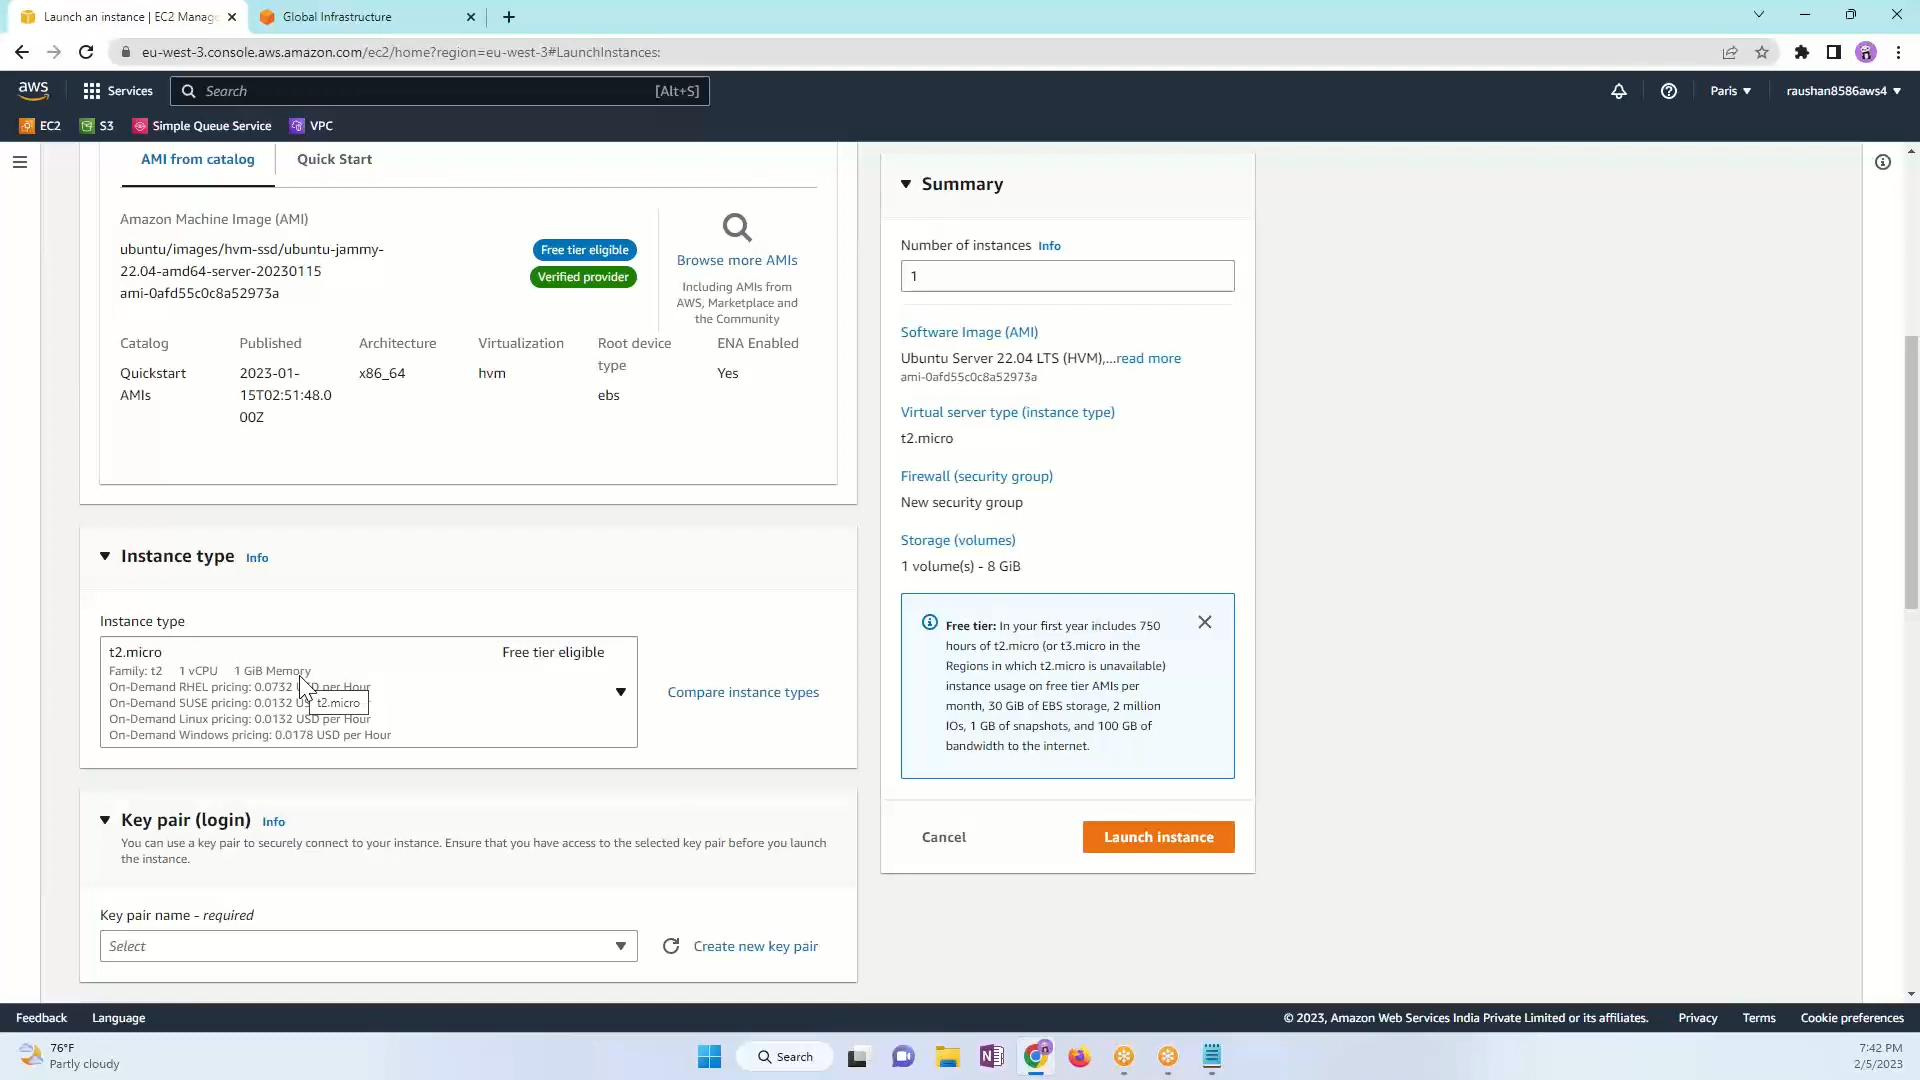 Launch an instance | EC2 Manag
Global Infrastructure
eu-west-3.console.aws.amazon.com/ec2/home?region=eu-west-3#LaunchInstances:
aws
Services
Search
[Alt+S]
Paris
raushan8586aws4
EC2
S3
Simple Queue Service
VPC
AMI from catalog
Quick Start
Amazon Machine Image (AMI)
ubuntu/images/hvm-ssd/ubuntu-jammy-
22.04-amd64-server-20230115
ami-0afd55c0c8a52973a
Free tier eligible
Verified provider
Browse more AMIs
Including AMIs from
AWS, Marketplace and
the Community
Catalog
Published
Architecture
Virtualization
Root device
type
ENA Enabled
Quickstart
AMIs
2023-01-
15T02:51:48.0
00Z
x86_64
hvm
ebs
Yes
Instance type Info
Instance type
t2.micro
Free tier eligible
Family: t2 1 vCPU 1 GiB Memory
On-Demand RHEL pricing: 0.0732 USD per Hour
On-Demand SUSE pricing: 0.0132 US
t2.micro
On-Demand Linux pricing: 0.0132 USD per Hour
On-Demand Windows pricing: 0.0178 USD per Hour
Compare instance types
Key pair (login) Info
You can use a key pair to securely connect to your instance. Ensure that you have access to the selected key pair before you launch
the instance.
Key pair name - required
Select
Create new key pair
Summary
Number of instances Info
1
Software Image (AMI)
Ubuntu Server 22.04 LTS (HVM),...read more
ami-0afd55c0c8a52973a
Virtual server type (instance type)
t2.micro
Firewall (security group)
New security group
Storage (volumes)
1 volume(s) - 8 GiB
Free tier: In your first year includes 750
hours of t2.micro (or t3.micro in the
Regions in which t2.micro is unavailable)
instance usage on free tier AMIs per
month, 30 GiB of EBS storage, 2 million
IOs, 1 GB of snapshots, and 100 GB of
bandwidth to the internet.
Cancel
Launch instance
Feedback
Language
© 2023, Amazon Web Services India Private Limited or its affiliates.
Privacy
Terms
Cookie preferences
76°F
Partly cloudy
Search
7:42 PM
2/5/2023